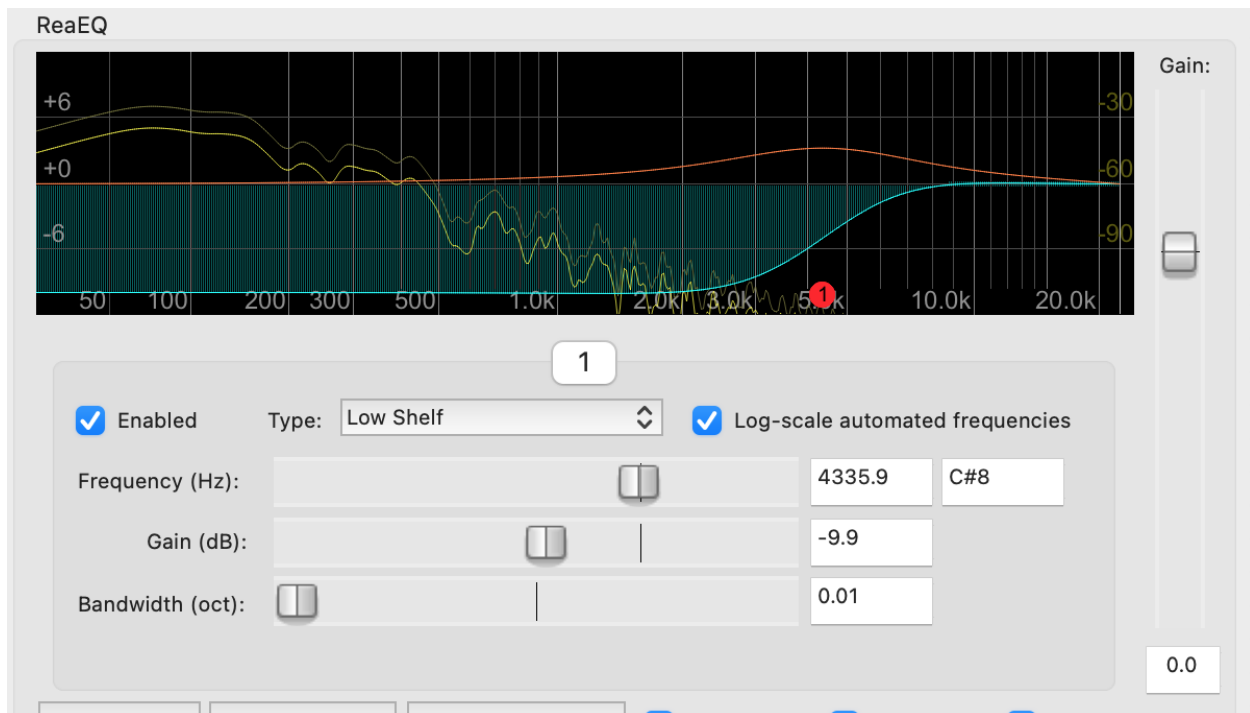 ReaEQ
Gain:
+6
-30
+0
-60
-6
-90
50 100 200 300 500 1.0k 2.0k 3.0k 1 10.0k 20.0k
1
Enabled Type: Low Shelf Log-scale automated frequencies
Frequency (Hz): 4335.9 C#8
Gain (dB): -9.9
Bandwidth (oct): 0.01
0.0